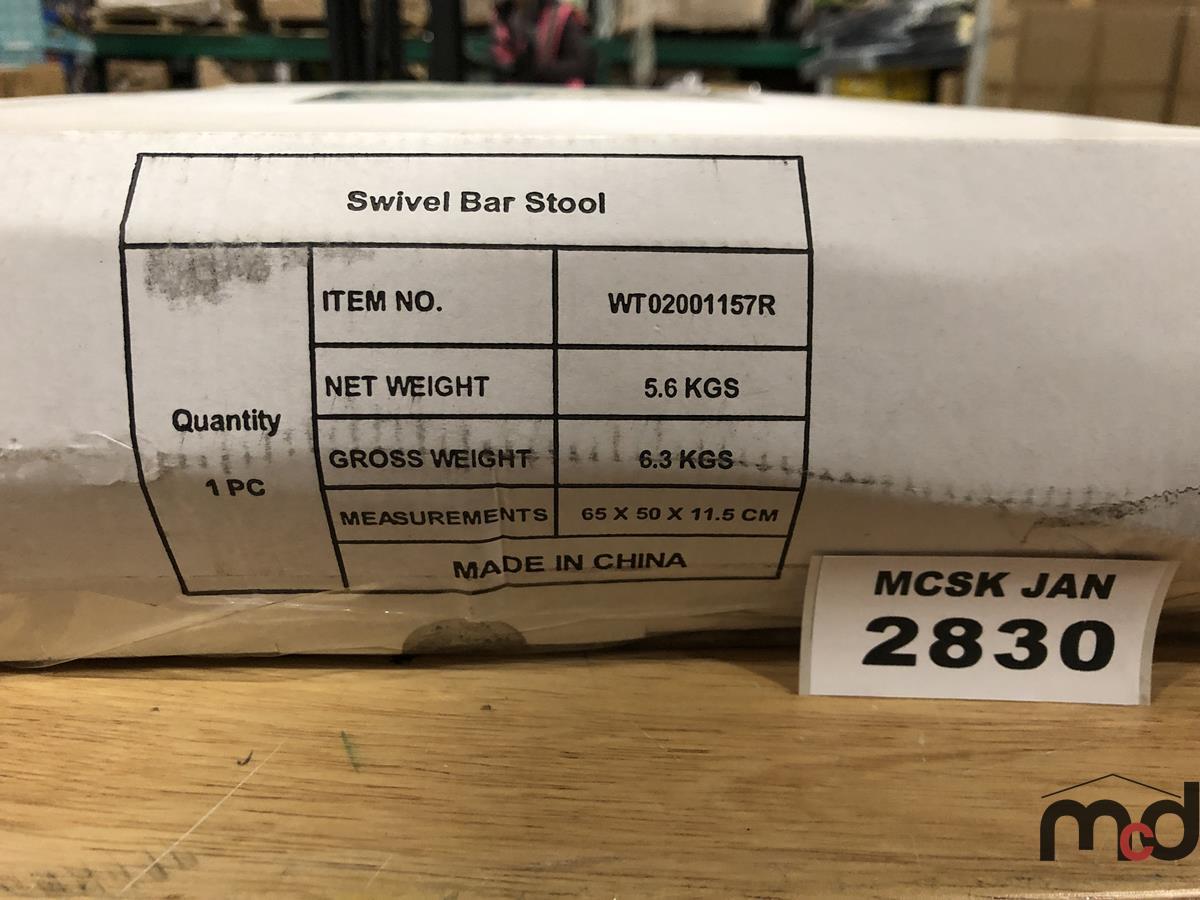 Swivel Bar Stool
Quantity
1 PC
ITEM NO. WT02001157R
NET WEIGHT 5.6 KGS
GROSS WEIGHT 6.3 KGS
MEASUREMENTS 65 X 50 X 11.5 CM
MADE IN CHINA
MCSK JAN
2830
mcd